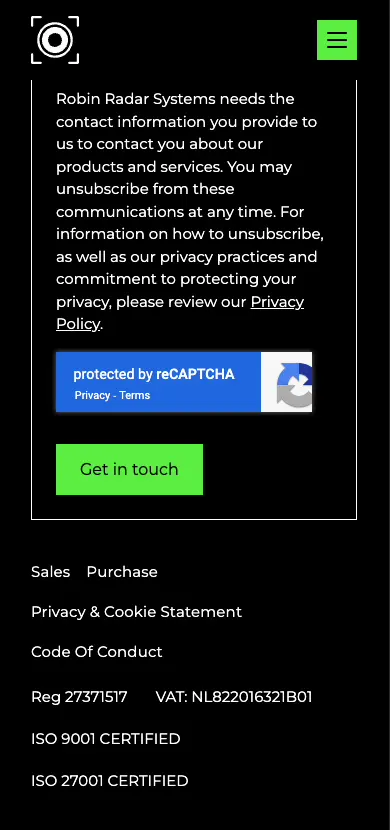 Robin Radar Systems needs the
contact information you provide to
us to contact you about our
products and services. You may
unsubscribe from these
communications at any time. For
information on how to unsubscribe,
as well as our privacy practices and
commitment to protecting your
privacy, please review our Privacy
Policy.
protected by reCAPTCHA
Privacy - Terms
Get in touch
Sales Purchase
Privacy & Cookie Statement
Code Of Conduct
Reg 27371517 VAT: NL822016321B01
ISO 9001 CERTIFIED
ISO 27001 CERTIFIED